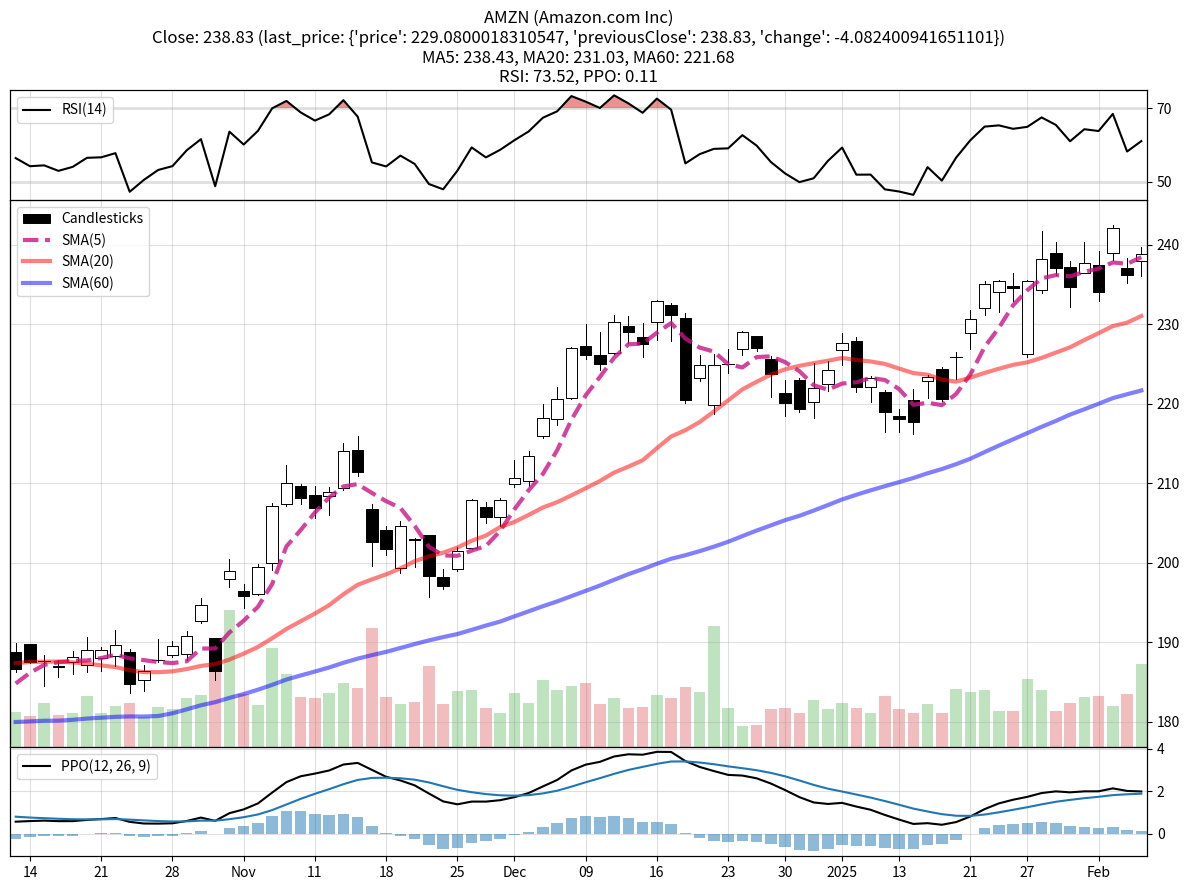 AMZN (Amazon.com Inc)
Close: 238.83 (last_price: {'price': 229.0800018310547, 'previousClose': 238.83, 'change': -4.082400941651101})
MA5: 238.43, MA20: 231.03, MA60: 221.68
RSI: 73.52, PPO: 0.11
RSI(14)
70
50
Candlesticks
SMA(5)
SMA(20)
SMA(60)
240
230
220
210
200
190
180
PPO(12, 26, 9)
4
2
0
14 21 28 Nov 11 18 25 Dec 09 16 23 30 2025 13 21 27 Feb